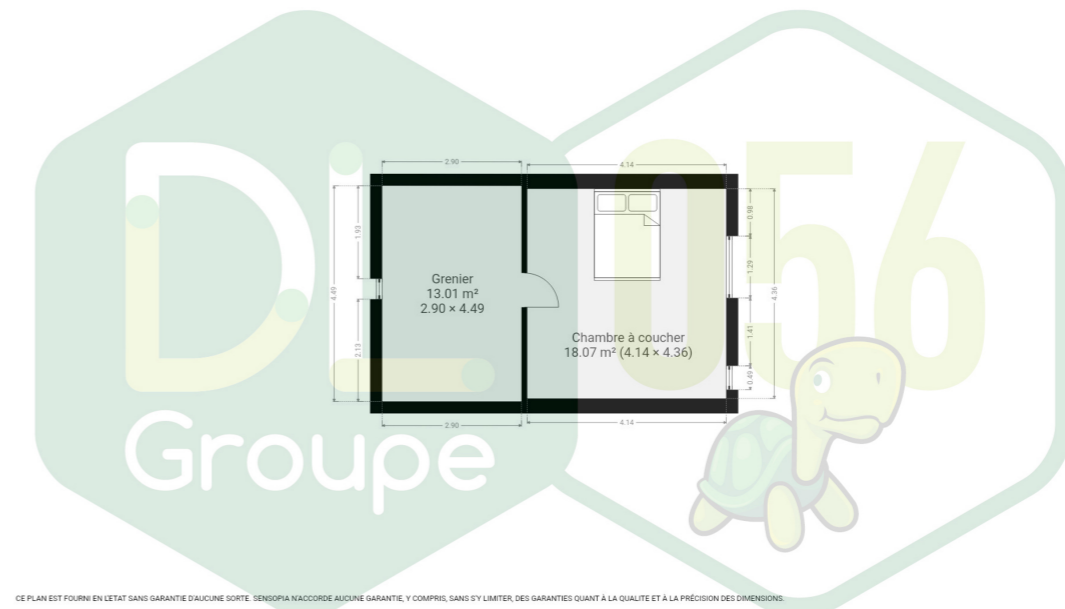 2.90
4.14
0.98
1.93
1.29
4.49
4.36
Grenier
13.01 m²
2.90 × 4.49
Chambre à coucher
18.07 m² (4.14 × 4.36)
1.41
2.13
0.49
2.90
4.14
DL 056
Groupe
CE PLAN EST FOURNI EN L'ETAT SANS GARANTIE D'AUCUNE SORTE. SENSOPIA N'ACCORDE AUCUNE GARANTIE, Y COMPRIS, SANS S'Y LIMITER, DES GARANTIES QUANT À LA QUALITE ET À LA PRÉCISION DES DIMENSIONS.